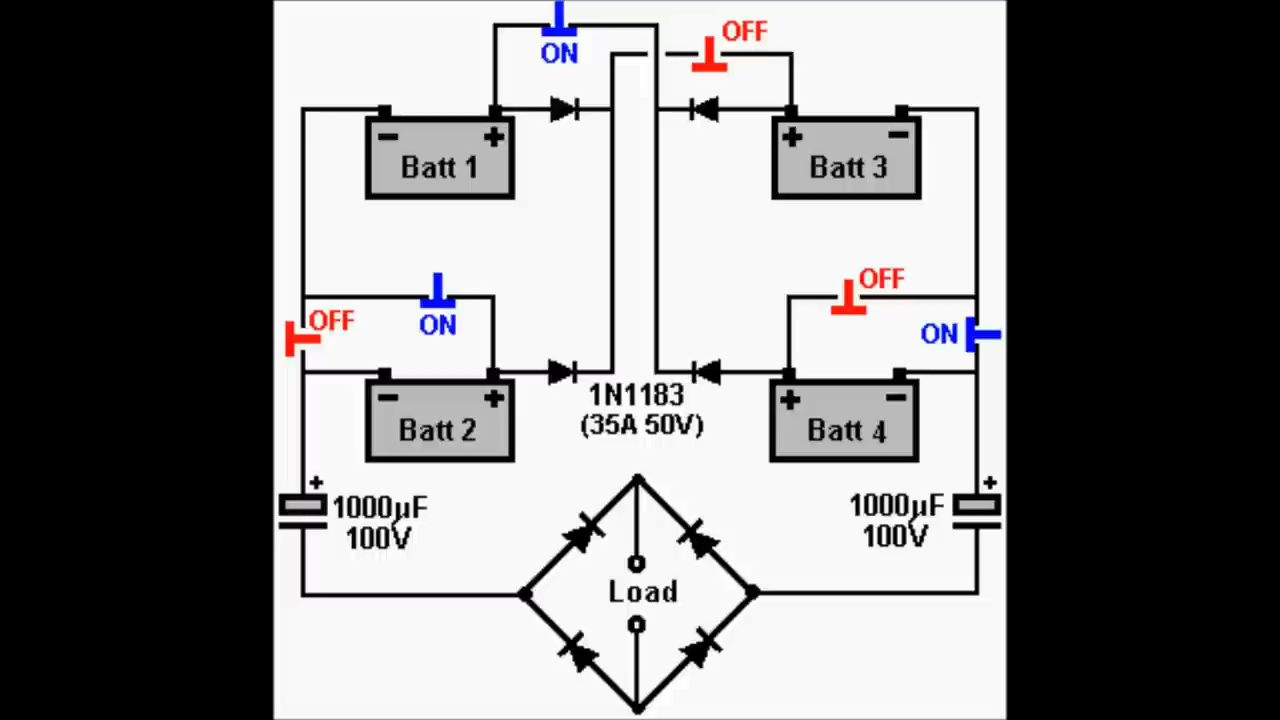 OFF
ON
- +
Batt 1
+ -
Batt 3
OFF
OFF
ON
ON
1N1183
(35A 50V)
- +
Batt 2
+ -
Batt 4
+
1000µF
100V
+
1000µF
100V
Load